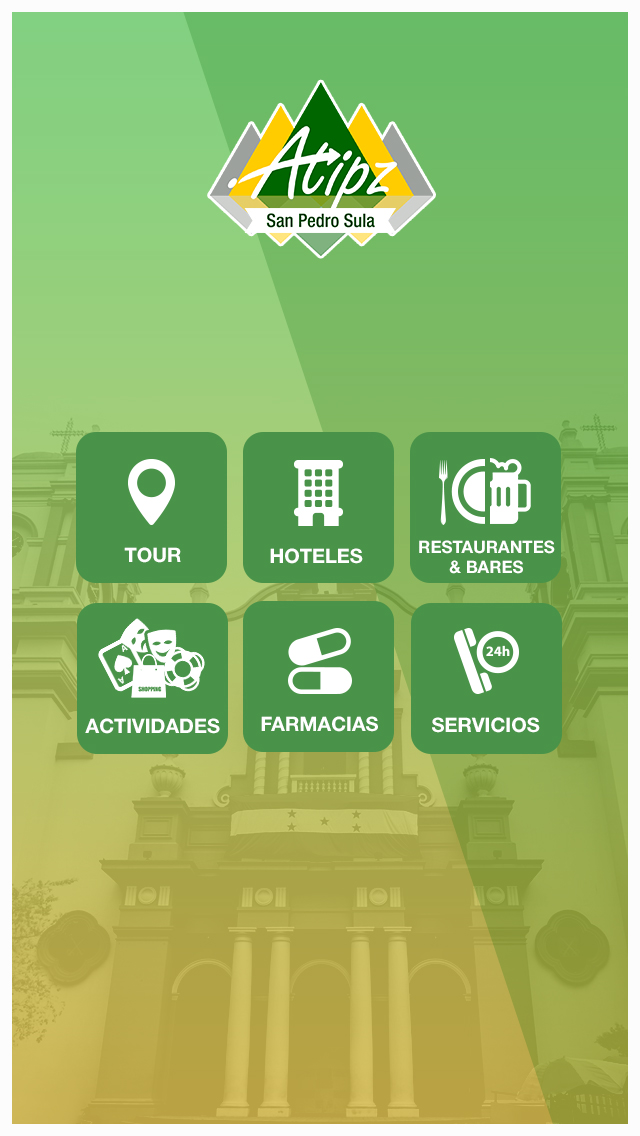 Atipz
San Pedro Sula
TOUR
HOTELES
RESTAURANTES
& BARES
SHOPPING
24h
ACTIVIDADES
FARMACIAS
SERVICIOS